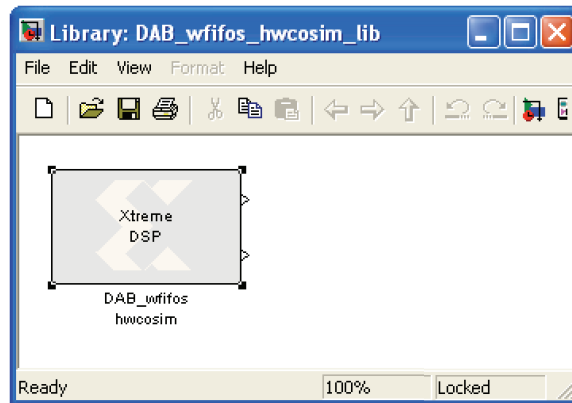 Library: DAB_wfifos_hwcosim_lib
File Edit View Format Help
Xtreme
DSP
DAB_wfifos
hwcosim
Ready 100% Locked